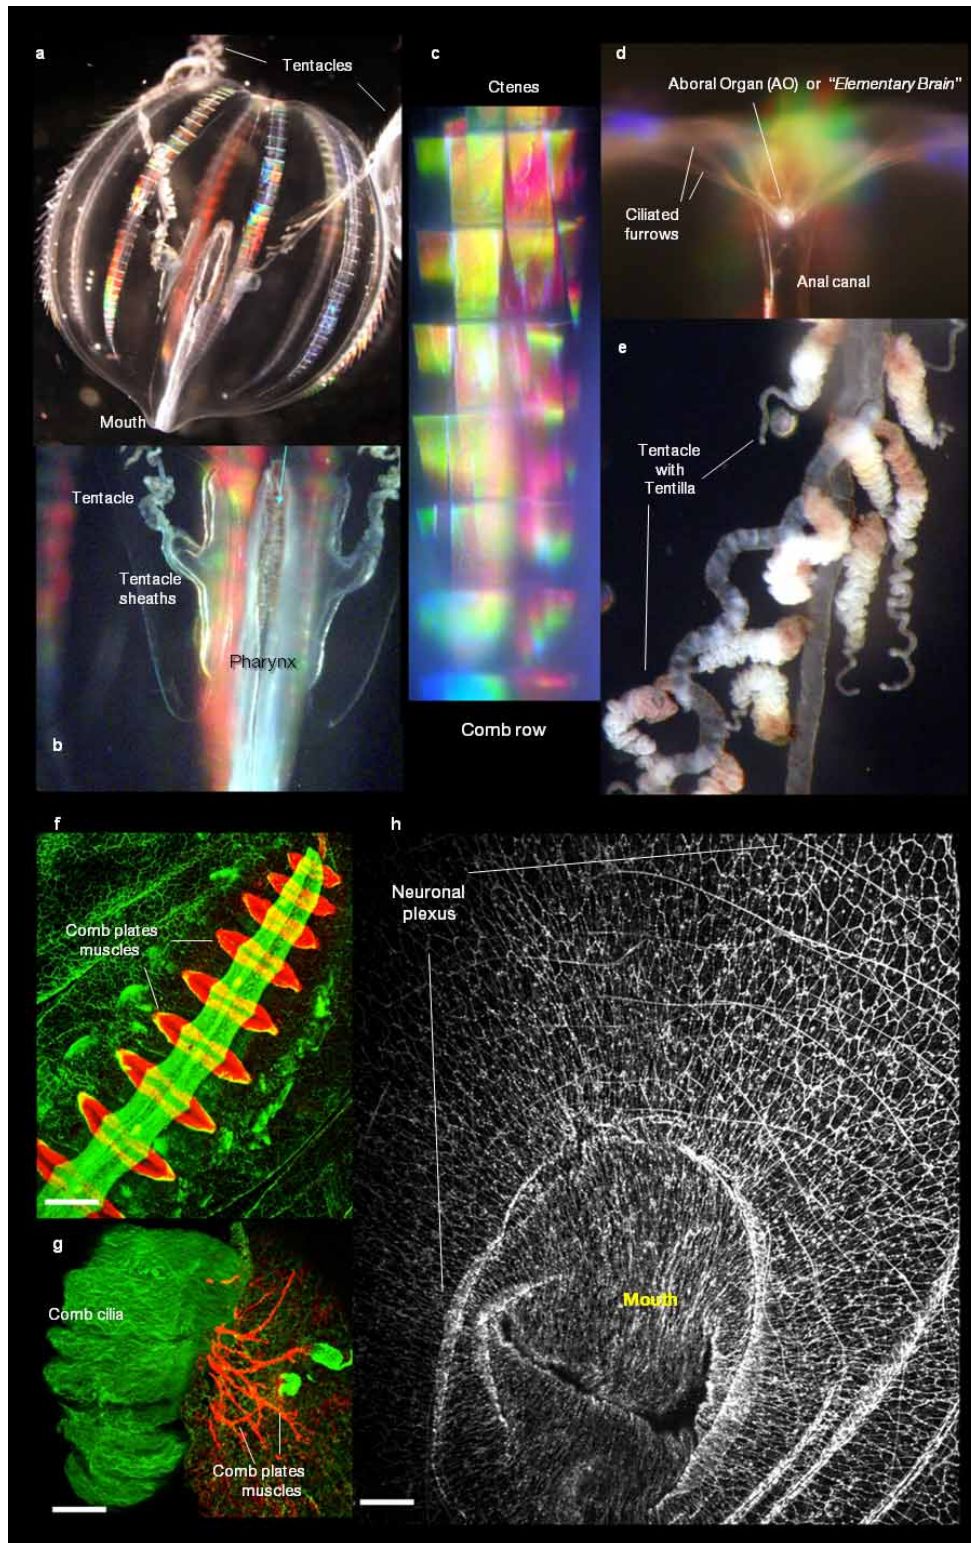 a
Tentacles
Mouth
Tentacle
Tentacle
sheaths
Pharynx
b
c
Ctenes
Comb row
d
Aboral Organ (AO) or “Elementary Brain”
Ciliated
furrows
Anal canal
e
Tentacle
with
Tentilla
f
Comb plates
muscles
g
Comb cilia
Comb plates
muscles
h
Neuronal
plexus
Mouth